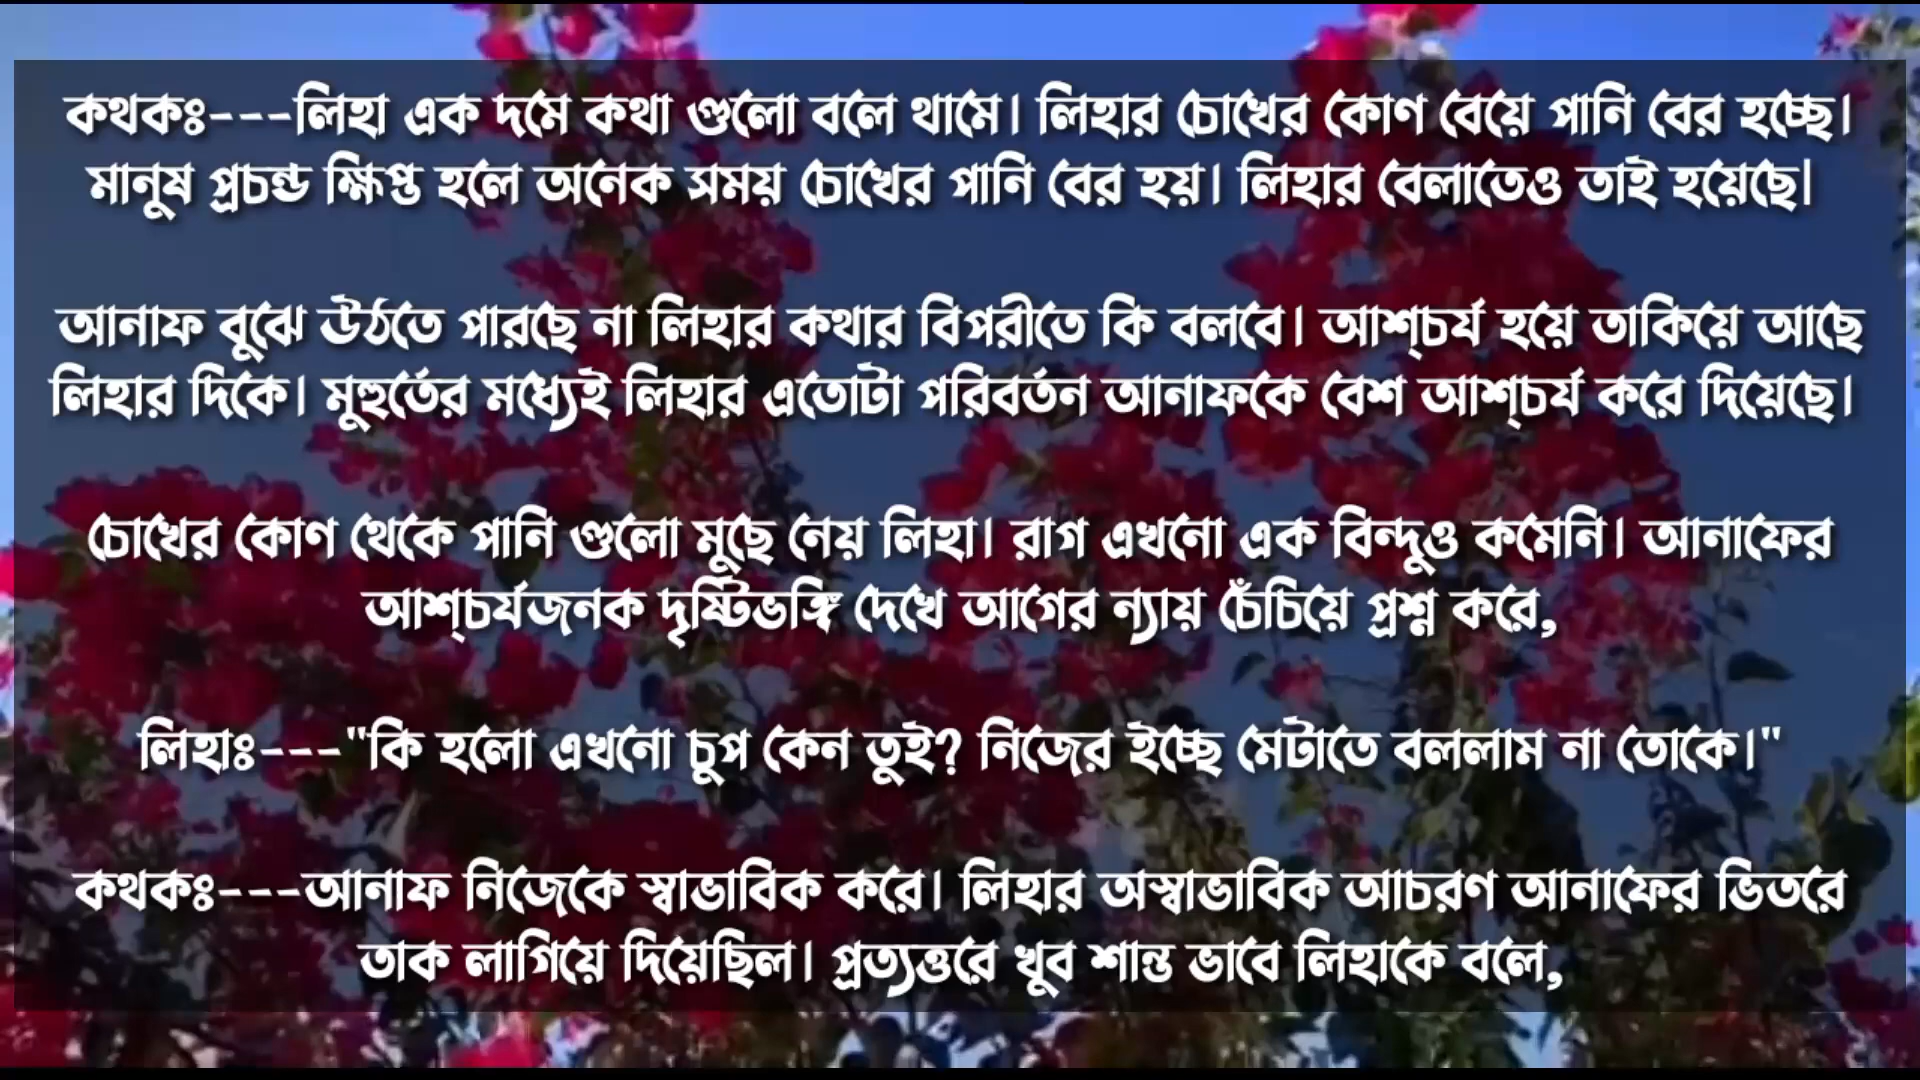 কথকঃ---লিহা এক দমে কথা গুলো বলে থামে। লিহার চোখের কোণ বেয়ে পানি বের হচ্ছে।
মানুষ প্রচন্ড ক্ষিপ্ত হলে অনেক সময় চোখের পানি বের হয়। লিহার বেলাতেও তাই হয়েছে|
আনাফ বুঝে উঠতে পারছে না লিহার কথার বিপরীতে কি বলবে। আশ্চর্য হয়ে তাকিয়ে আছে
লিহার দিকে। মুহুর্তের মধ্যেই লিহার এতোটা পরিবর্তন আনাফকে বেশ আশ্চর্য করে দিয়েছে।
চোখের কোণ থেকে পানি গুলো মুছে নেয় লিহা। রাগ এখনো এক বিন্দুও কমেনি। আনাফের
আশ্চর্যজনক দৃষ্টিভঙ্গি দেখে আগের ন্যায় চেঁচিয়ে প্রশ্ন করে,
লিহাঃ---"কি হলো এখনো চুপ কেন তুই? নিজের ইচ্ছে মেটাতে বললাম না তোকে।"
কথকঃ---আনাফ নিজেকে স্বাভাবিক করে। লিহার অস্বাভাবিক আচরণ আনাফের ভিতরে
তাক লাগিয়ে দিয়েছিল। প্রত্যত্তরে খুব শান্ত ভাবে লিহাকে বলে,